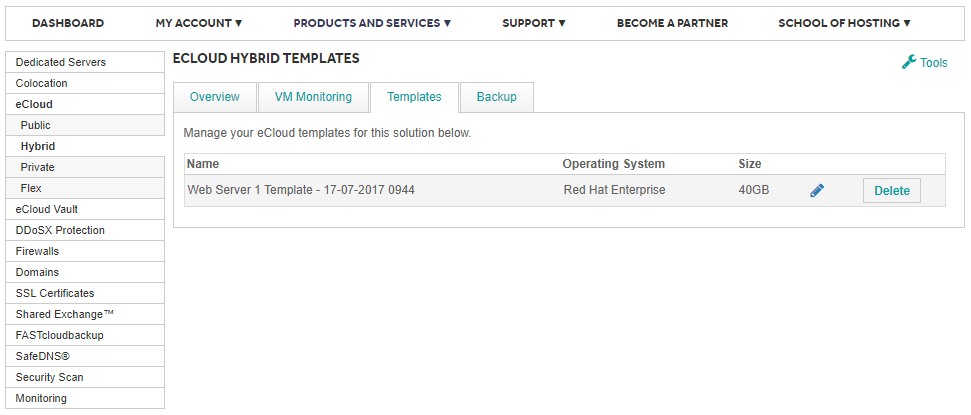 DASHBOARD MY ACCOUNT ▼ PRODUCTS AND SERVICES ▼ SUPPORT ▼ BECOME A PARTNER SCHOOL OF HOSTING ▼
Dedicated Servers
Colocation
eCloud
Public
Hybrid
Private
Flex
eCloud Vault
DDoSX Protection
Firewalls
Domains
SSL Certificates
Shared Exchange™
FASTcloudbackup
SafeDNS®
Security Scan
Monitoring
ECLOUD HYBRID TEMPLATES
Tools
Overview VM Monitoring Templates Backup
Manage your eCloud templates for this solution below.
Name Operating System Size
Web Server 1 Template - 17-07-2017 0944 Red Hat Enterprise 40GB Delete